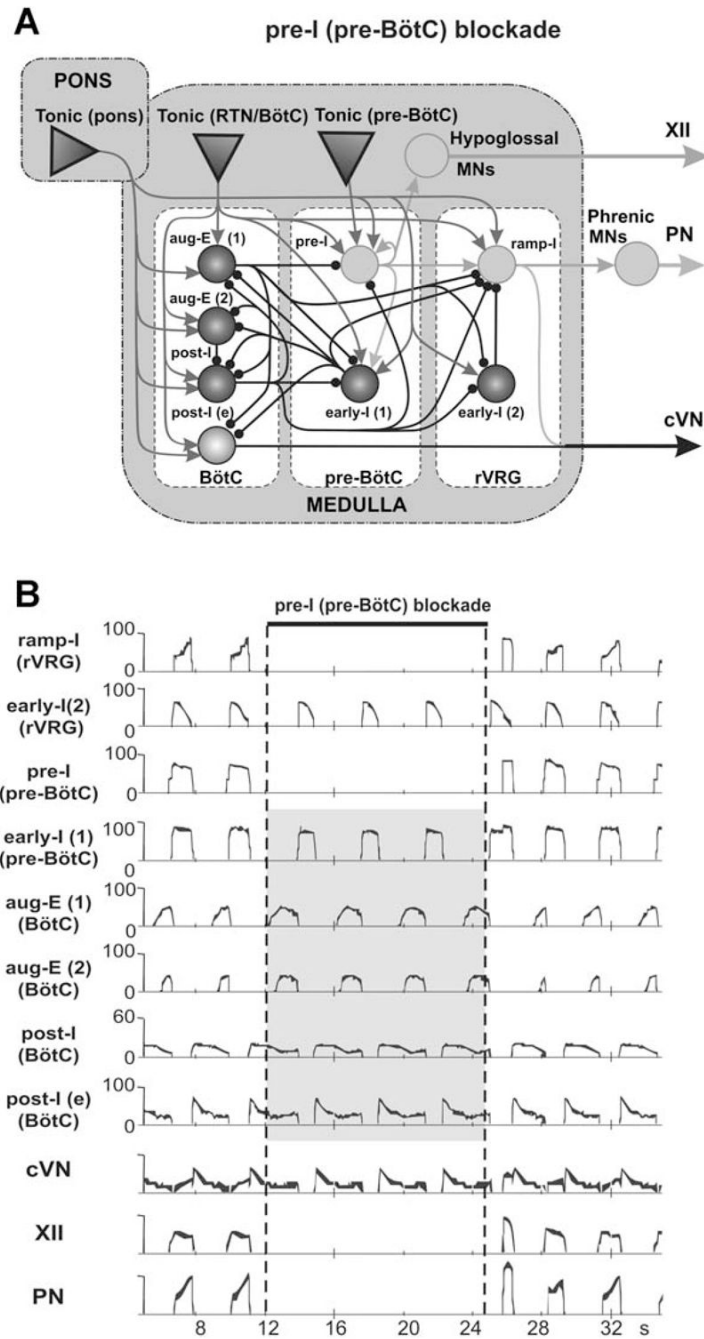 A
pre-I (pre-BötC) blockade
PONS
Tonic (pons)
Tonic (RTN/BötC)
Tonic (pre-BötC)
Hypoglossal
MNs
XII
Phrenic
MNs
PN
aug-E (1)
pre-I
ramp-I
aug-E (2)
post-I
post-I (e)
early-I (1)
early-I (2)
cVN
BötC
pre-BötC
rVRG
MEDULLA
B
pre-I (pre-BötC) blockade
ramp-I
(rVRG)
100
0
early-I(2)
(rVRG)
100
0
pre-I
(pre-BötC)
100
0
early-I (1)
(pre-BötC)
100
0
aug-E (1)
(BötC)
100
0
aug-E (2)
(BötC)
100
0
post-I
(BötC)
60
0
post-I (e)
(BötC)
100
0
cVN
XII
PN
8 12 16 20 24 28 32 s